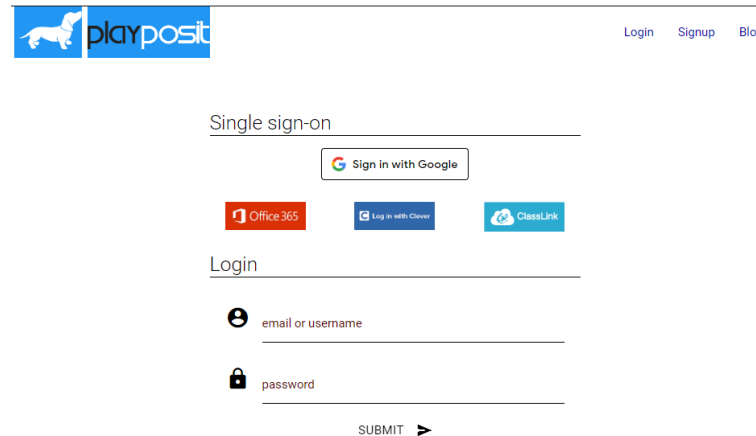 playposit
Login Signup Blo
Single sign-on
Sign in with Google
Office 365
Log in with Clever
ClassLink
Login
email or username
password
SUBMIT